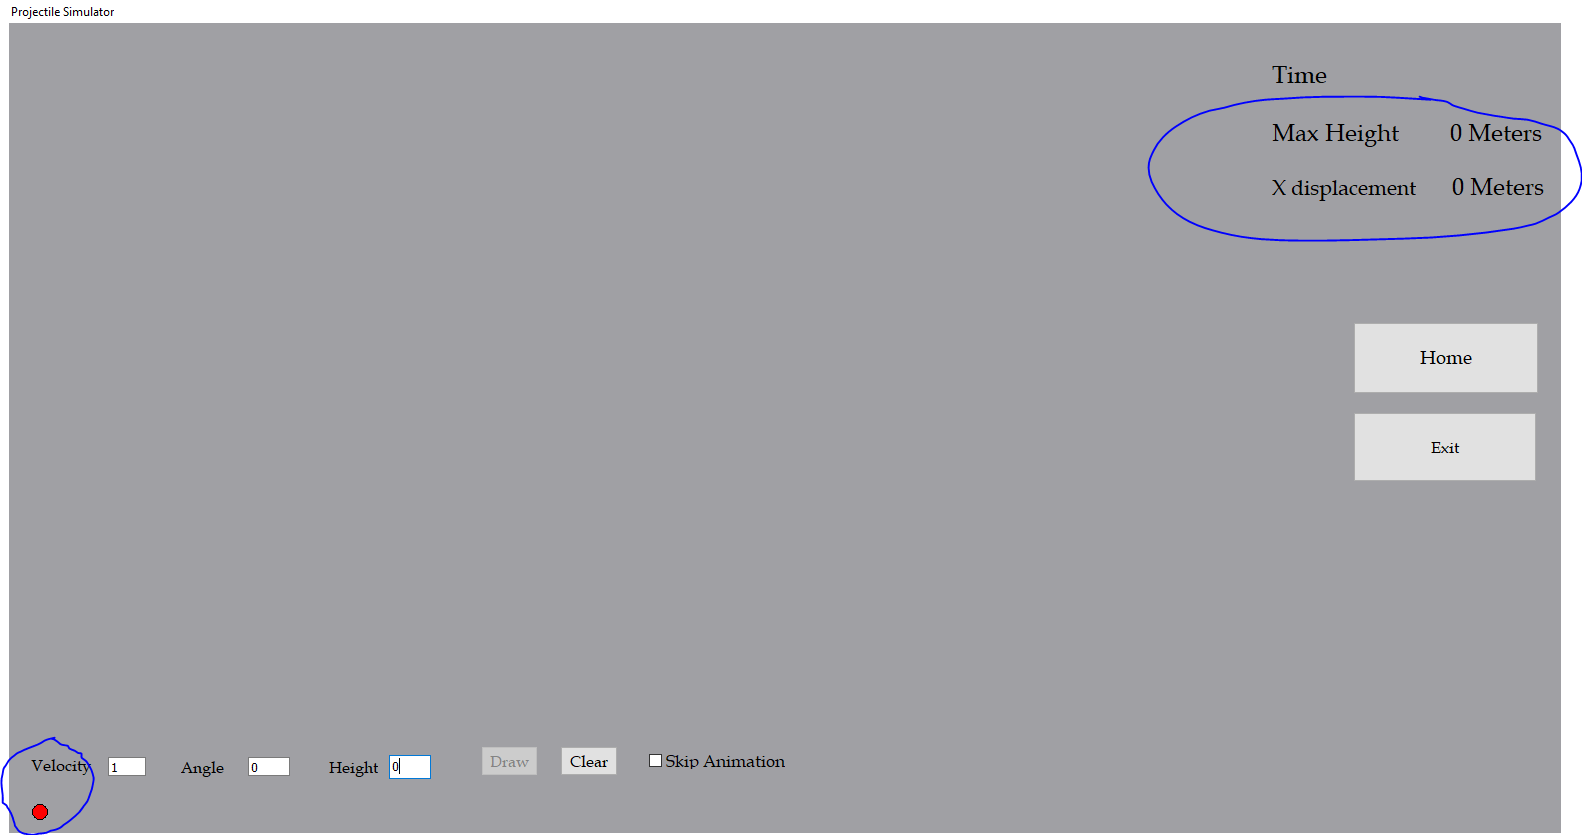 Projectile Simulator
Time
Max Height 0 Meters
X displacement 0 Meters
Home
Exit
Velocity 1 Angle 0 Height 0 Draw Clear Skip Animation